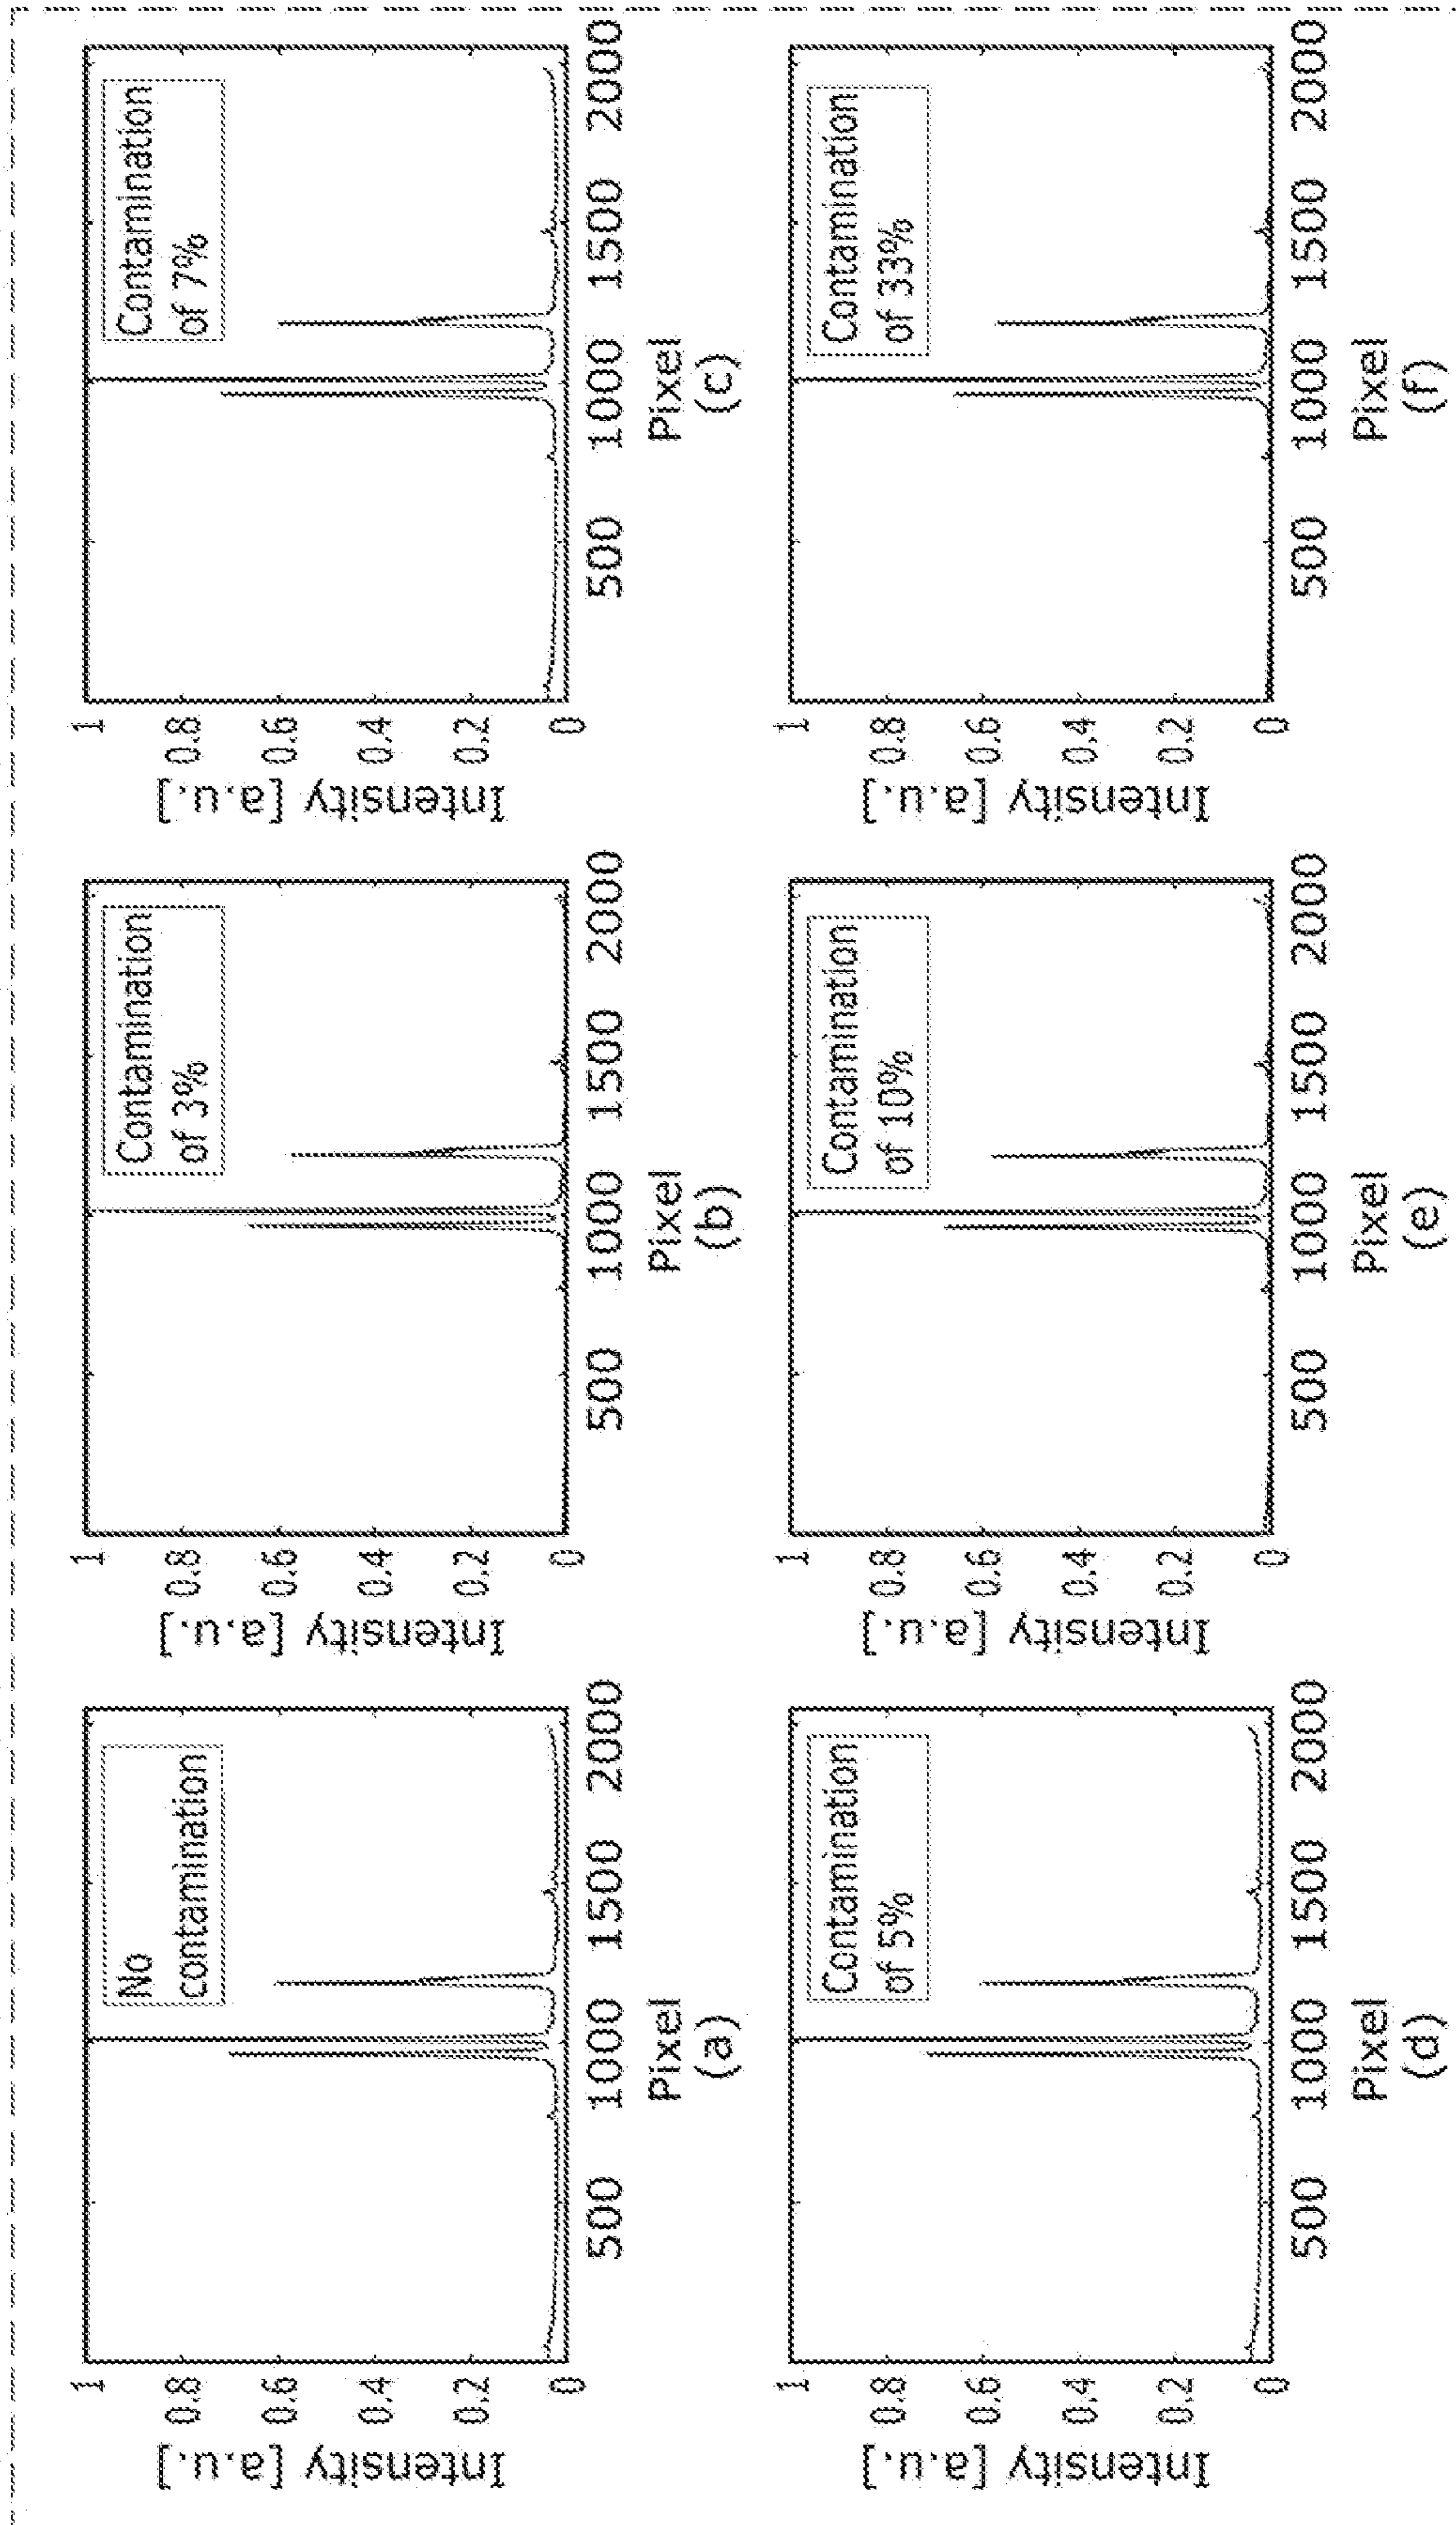 Intensity [a.u.]
1
0.8
0.6
0.4
0.2
0
No
contamination
500 1000 1500 2000
Pixel
(a)
Intensity [a.u.]
1
0.8
0.6
0.4
0.2
0
Contamination
of 3%
500 1000 1500 2000
Pixel
(b)
Intensity [a.u.]
1
0.8
0.6
0.4
0.2
0
Contamination
of 7%
500 1000 1500 2000
Pixel
(c)
Intensity [a.u.]
1
0.8
0.6
0.4
0.2
0
Contamination
of 5%
500 1000 1500 2000
Pixel
(d)
Intensity [a.u.]
1
0.8
0.6
0.4
0.2
0
Contamination
of 10%
500 1000 1500 2000
Pixel
(e)
Intensity [a.u.]
1
0.8
0.6
0.4
0.2
0
Contamination
of 33%
500 1000 1500 2000
Pixel
(f)